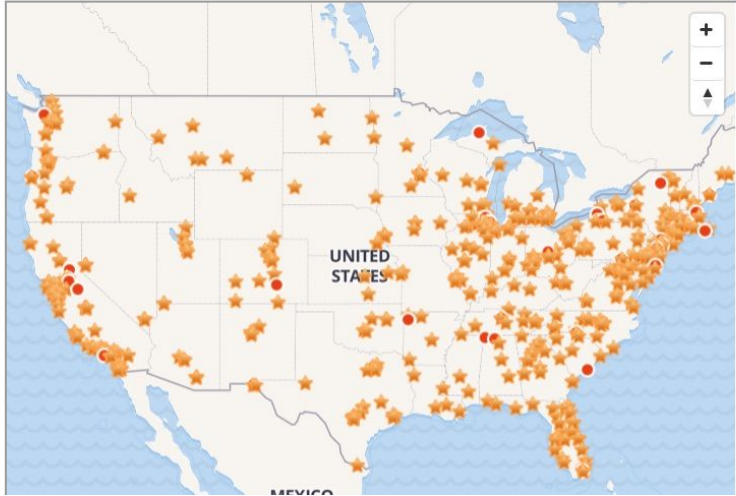 +
−
UNITED
STATES
MEXICO